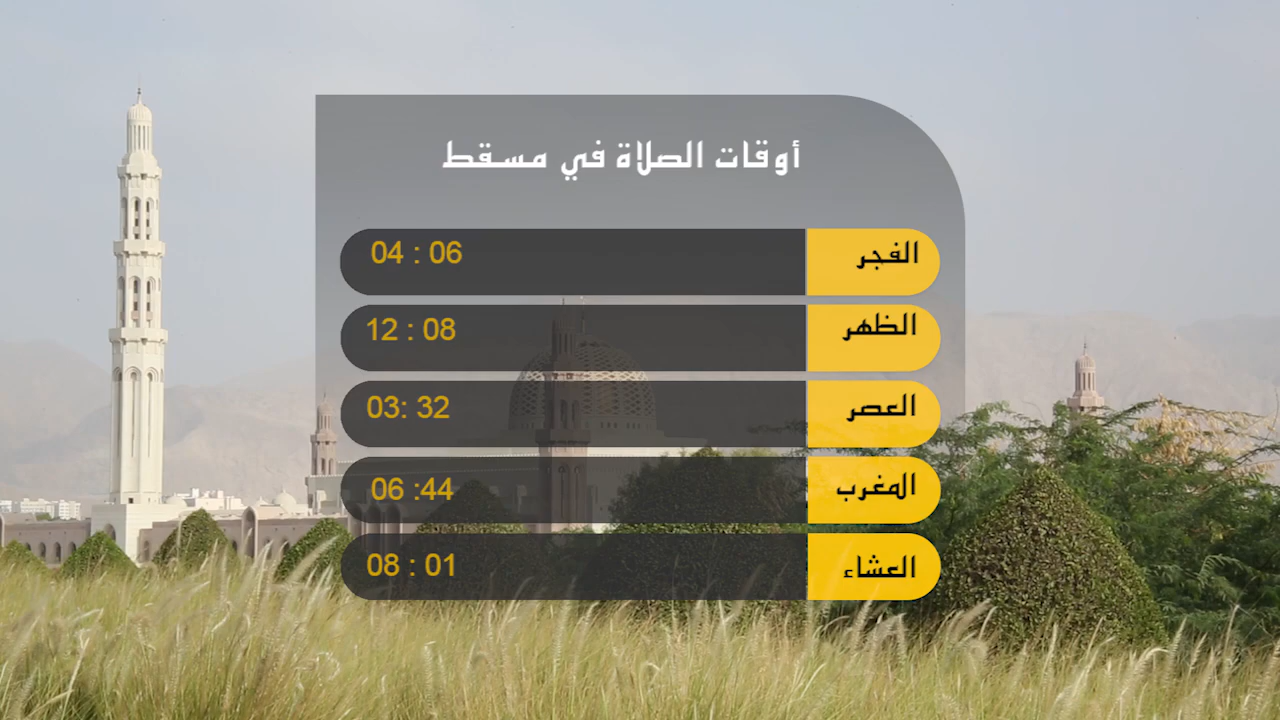 أوقات الصلاة في مسقط
الفجر 04 : 06
الظهر 12 : 08
العصر 03: 32
المغرب 06 :44
العشاء 08 : 01